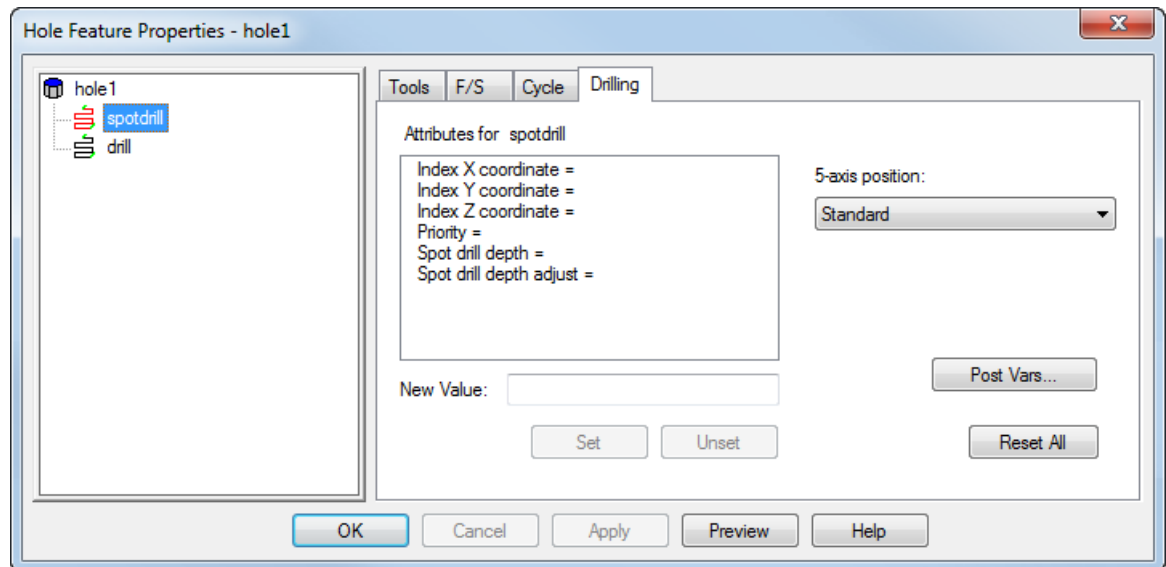 Hole Feature Properties - hole1
X
hole1
spotdrill
drill
Tools F/S Cycle Drilling
Attributes for spotdrill
Index X coordinate =
Index Y coordinate =
Index Z coordinate =
Priority =
Spot drill depth =
Spot drill depth adjust =
5-axis position:
Standard
New Value:
Post Vars...
Set Unset Reset All
OK Cancel Apply Preview Help